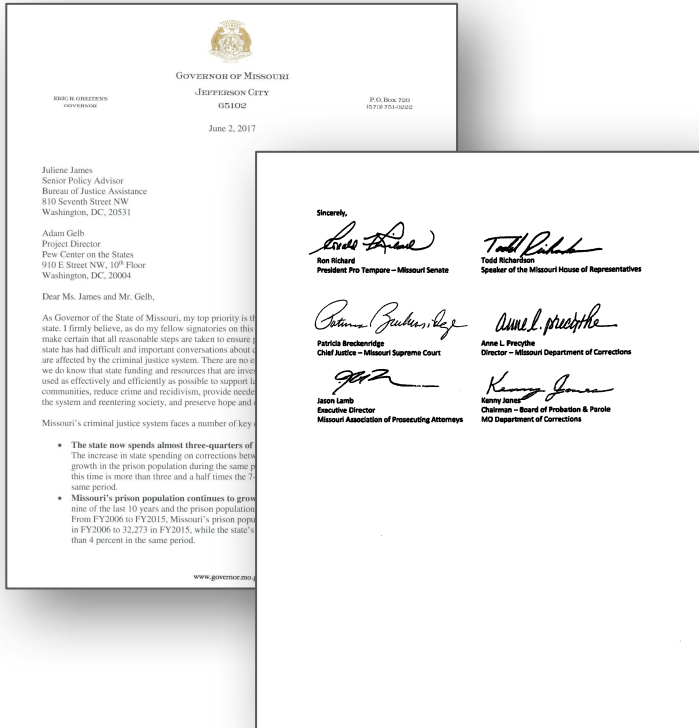 GOVERNOR OF MISSOURI
JEFFERSON CITY
65102
ERIC R. GREITENS
GOVERNOR
P.O. BOX 720
(573) 751-3222
June 2, 2017
Juliene James
Senior Policy Advisor
Bureau of Justice Assistance
810 Seventh Street NW
Washington, DC, 20531
Adam Gelb
Project Director
Pew Center on the States
910 E Street NW, 10th Floor
Washington, DC, 20004
Dear Ms. James and Mr. Gelb,
As Governor of the State of Missouri, my top priority is th
state. I firmly believe, as do my fellow signatories on this
make certain that all reasonable steps are taken to ensure p
state has had difficult and important conversations about c
are affected by the criminal justice system. There are no e
we do know that state funding and resources that are inves
used as effectively and efficiently as possible to support la
communities, reduce crime and recidivism, provide neede
the system and reentering society, and preserve hope and
Missouri's criminal justice system faces a number of key
• The state now spends almost three-quarters of
The increase in state spending on corrections betw
growth in the prison population during the same p
this time is more than three and a half times the 7-
same period.
• Missouri's prison population continues to grow
nine of the last 10 years and the prison population
From FY2006 to FY2015, Missouri's prison popu
in FY2006 to 32,273 in FY2015, while the state's
than 4 percent in the same period.
www.governor.mo.g
Sincerely,
Ron Richard
President Pro Tempore – Missouri Senate
Todd Richardson
Todd Richardson
Speaker of the Missouri House of Representatives
Patricia Breckenridge
Patricia Breckenridge
Chief Justice – Missouri Supreme Court
Anne L. Precythe
Anne L. Precythe
Director – Missouri Department of Corrections
Jason Lamb
Executive Director
Missouri Association of Prosecuting Attorneys
Kenny Jones
Kenny Jones
Chairman – Board of Probation & Parole
MO Department of Corrections